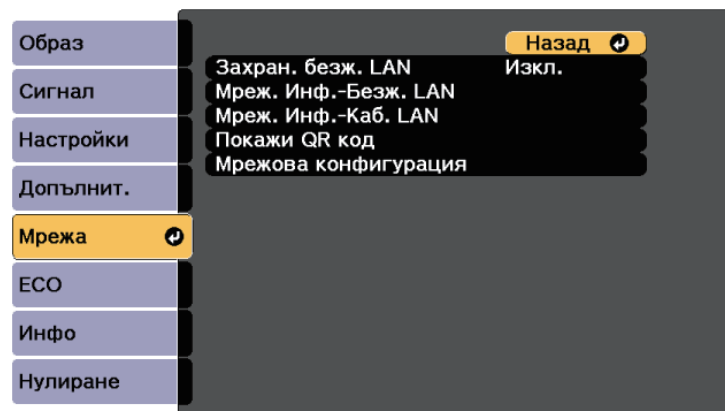 Образ
Сигнал
Настройки
Допълнит.
Мрежа
ECO
Инфо
Нулиране
Назад
Захран. безж. LAN Изкл.
Мреж. Инф.-Безж. LAN
Мреж. Инф.-Каб. LAN
Покажи QR код
Мрежова конфигурация